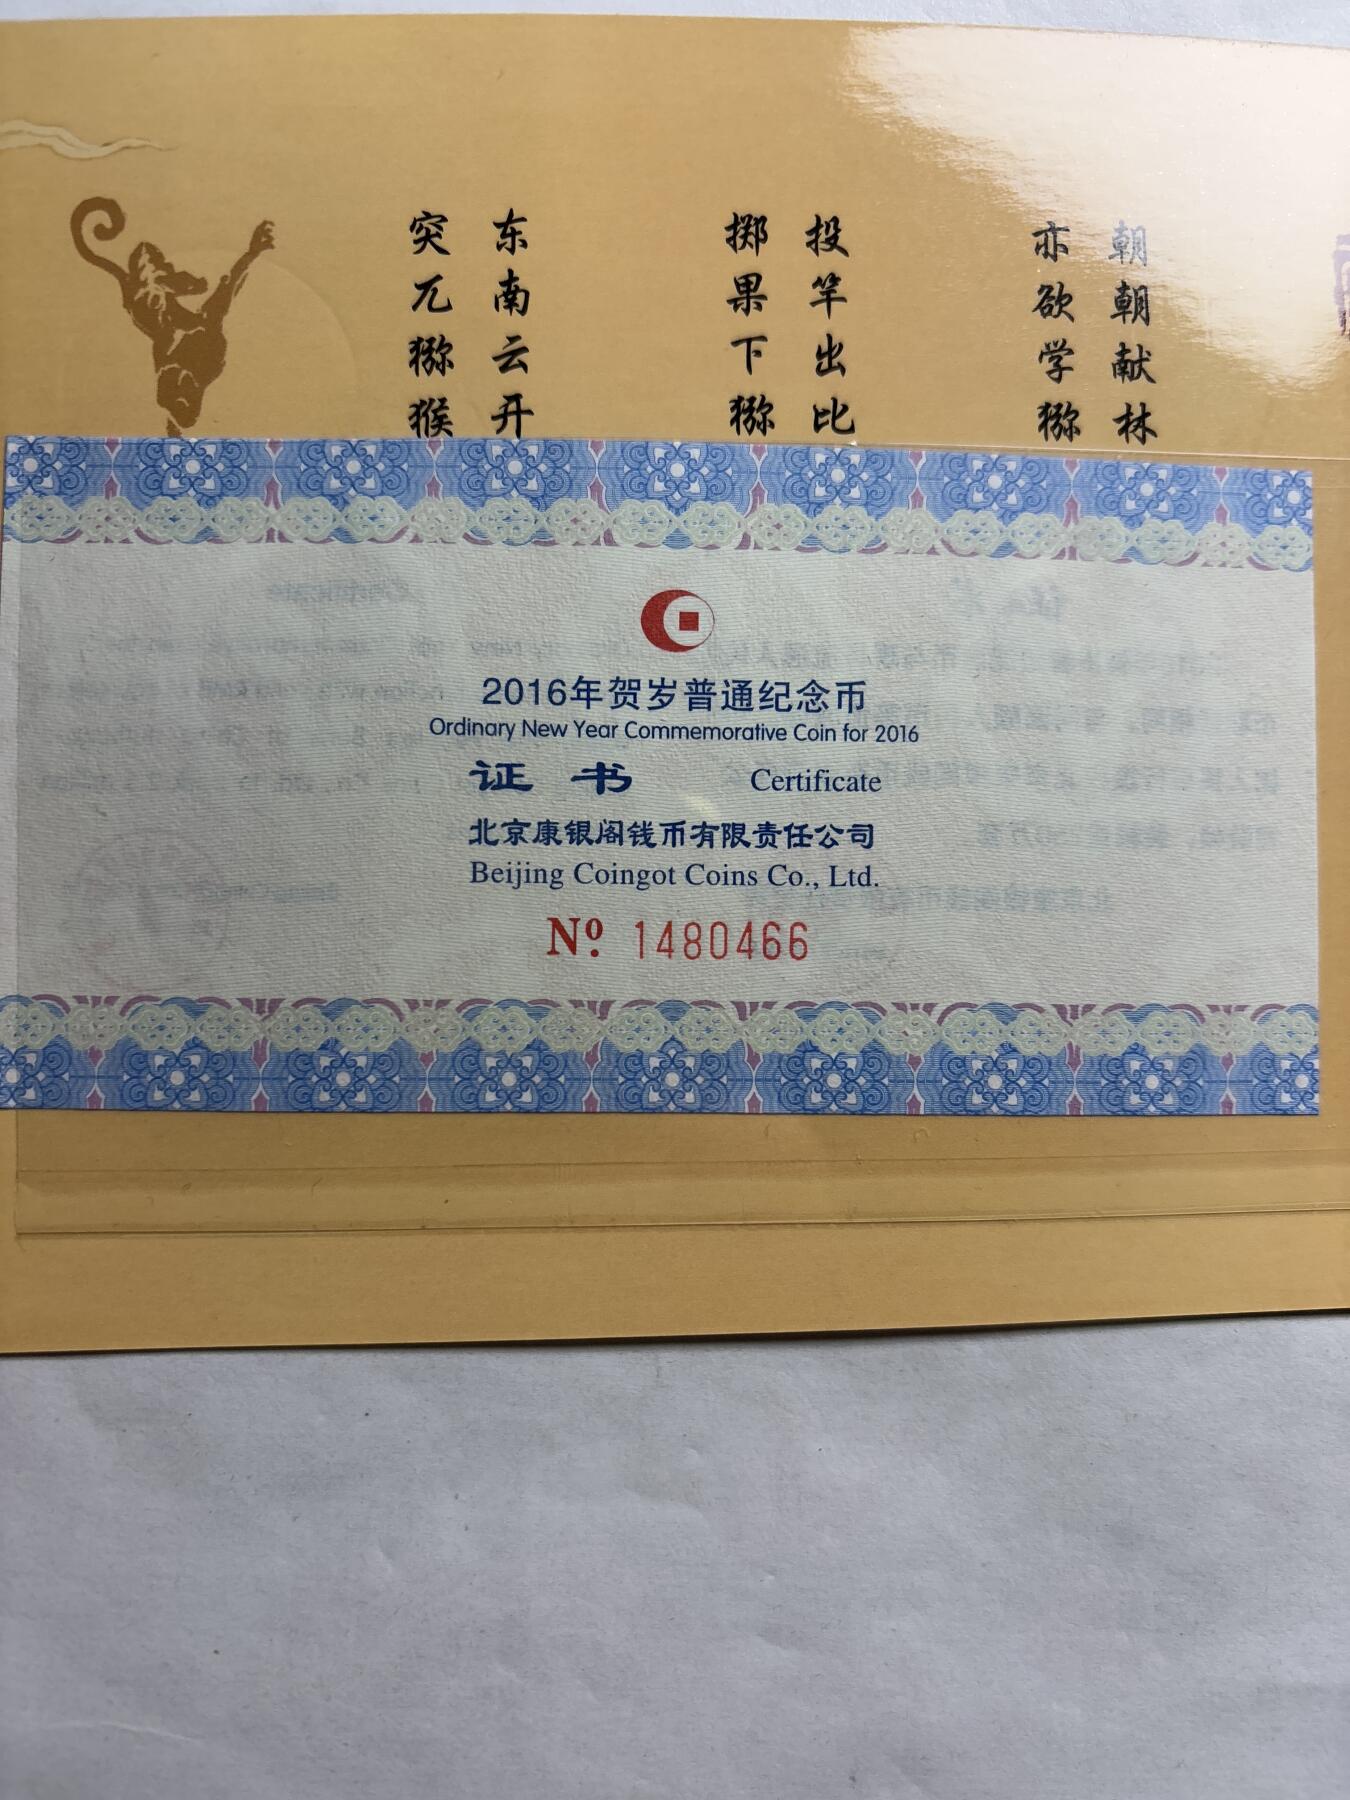 朝朝献林
亦欲学猕
投竿出比
掷果下猕
东南云开
突兀猕猴
2016年贺岁普通纪念币
Ordinary New Year Commemorative Coin for 2016
证 书 Certificate
北京康银阁钱币有限责任公司
Beijing Coingot Coins Co., Ltd.
Nº. 1480466